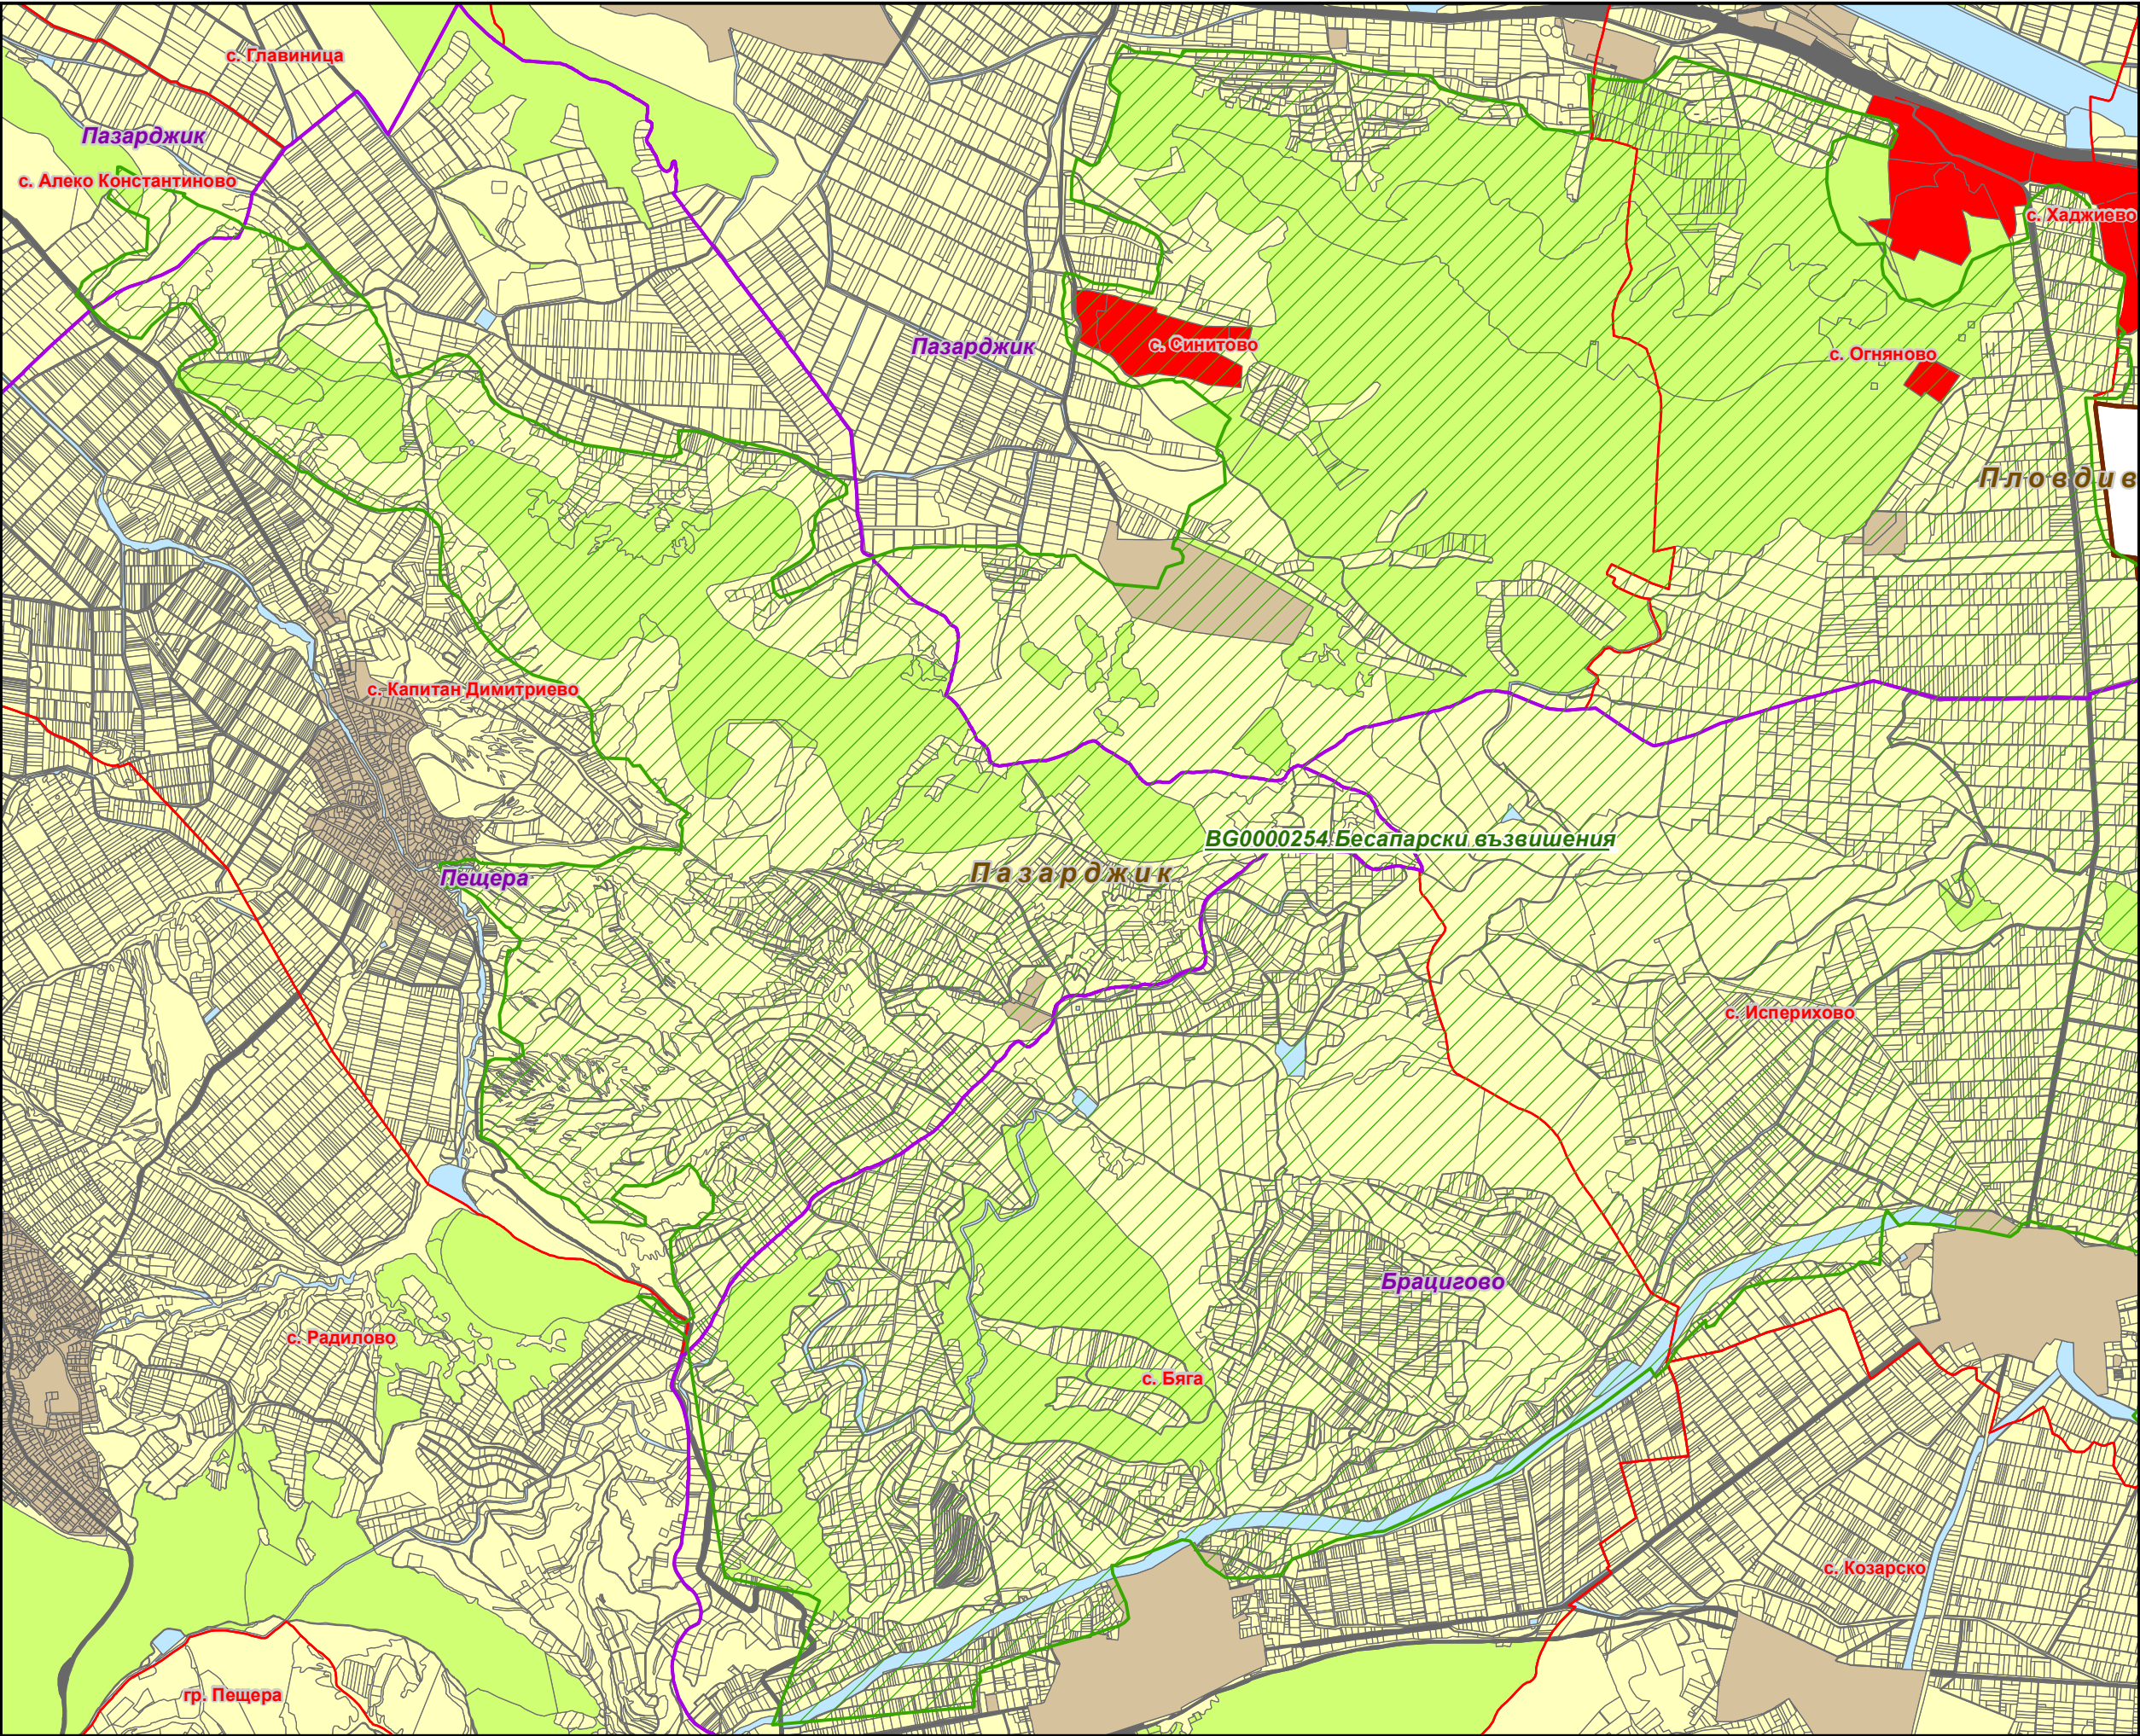 с. Главиница
Пазарджик
с. Алеко Константиново
с. Хаджиево
Пазарджик
с. Синитово
с. Огняново
Пловдив
с. Капитан Димитриево
BG0000254 Бесапарски възвишения
Пазарджик
Пещера
с. Исперихово
Брацигово
с. Радилово
с. Бяга
с. Козарско
гр. Пещера